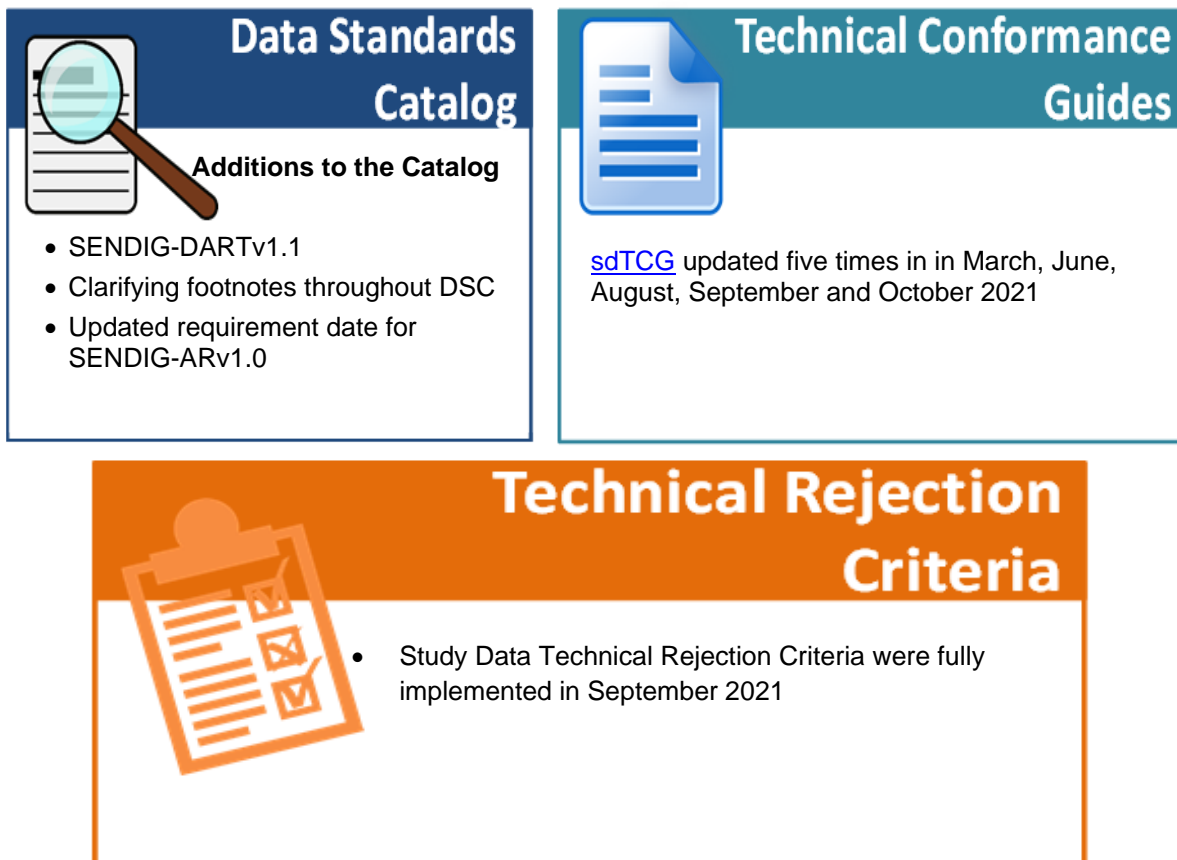 Data Standards
Catalog
Additions to the Catalog
• SENDIG-DARTv1.1
• Clarifying footnotes throughout DSC
• Updated requirement date for
SENDIG-ARv1.0
Technical Conformance
Guides
sdTCG updated five times in in March, June,
August, September and October 2021
Technical Rejection
Criteria
• Study Data Technical Rejection Criteria were fully
implemented in September 2021